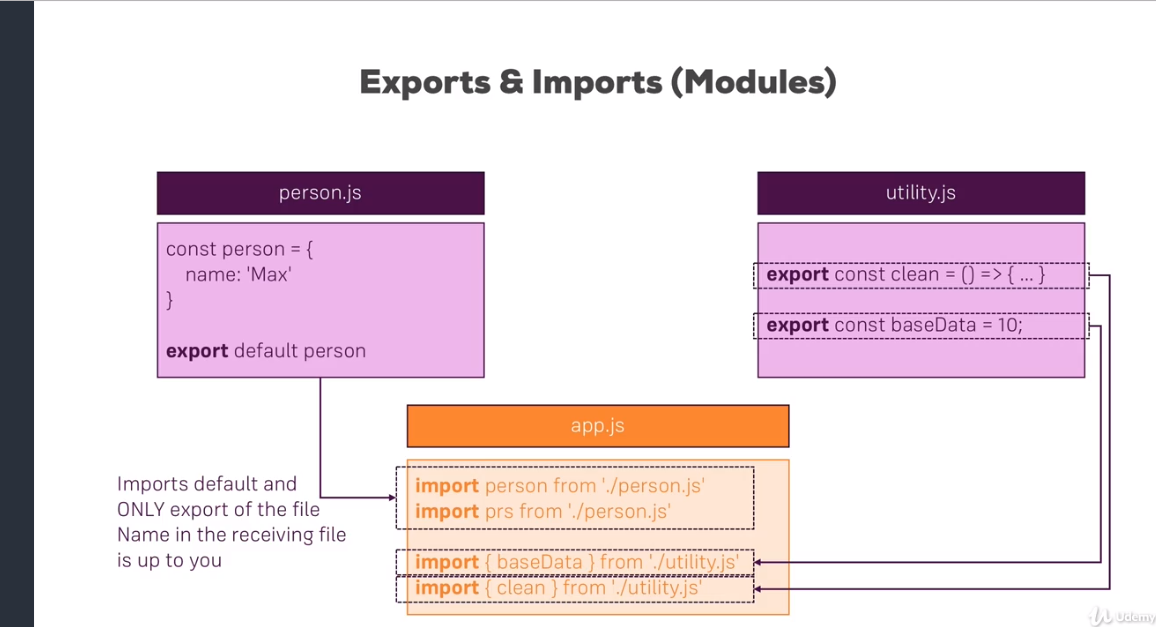 Exports & Imports (Modules)
person.js
const person = {
name: 'Max'
}
export default person
utility.js
export const clean = () => { ... }
export const baseData = 10;
app.js
import person from './person.js'
import prs from './person.js'
import { baseData } from './utility.js'
import { clean } from './utility.js'
Imports default and
ONLY export of the file
Name in the receiving file
is up to you
Udemy